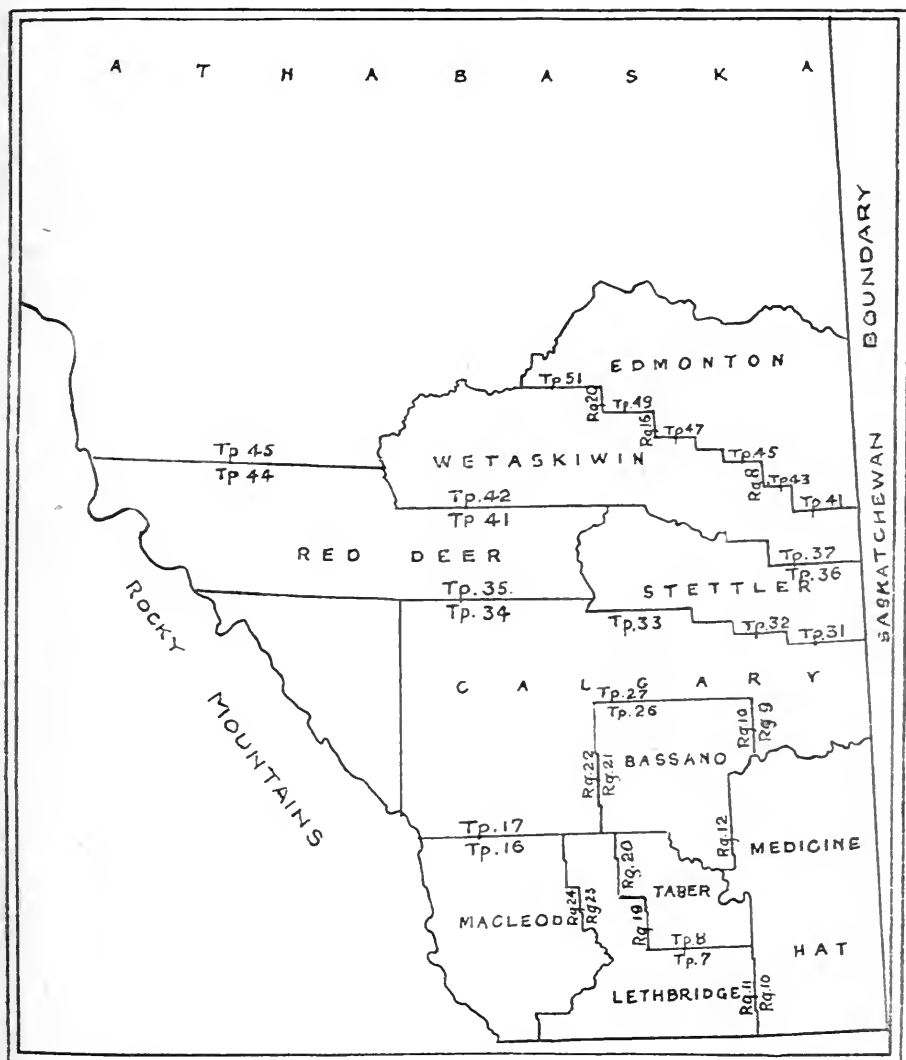 ATHABASKA
BOUNDARY
EDMONTON
Tp 51
Rg 20
Tp. 49
Rg 16
Tp 47
Tp. 45
Rg. 8
Tp 43
Tp. 41
Tp 45
Tp 44
WETASKIWIN
Tp. 42
Tp 41
SASKATCHEWAN
RED DEER
Tp. 37
Tp. 36
STETTLER
Tp. 35.
Tp. 34
ROCKY
MOUNTAINS
Tp. 33
Tp. 32
Tp. 31
CALGARY
Tp. 27
Tp. 26
Rg 10
Rg 9
Rg. 22
Rg. 21
BASSANO
Tp. 17
Tp. 16
Rg. 12
MEDICINE
Rg. 20
TABER
Rg 24
Rg 23
MACLEOD
Rg 19
Tp. 8
Tp. 7
HAT
LETHBRIDGE
Rg. 11
Rg. 10